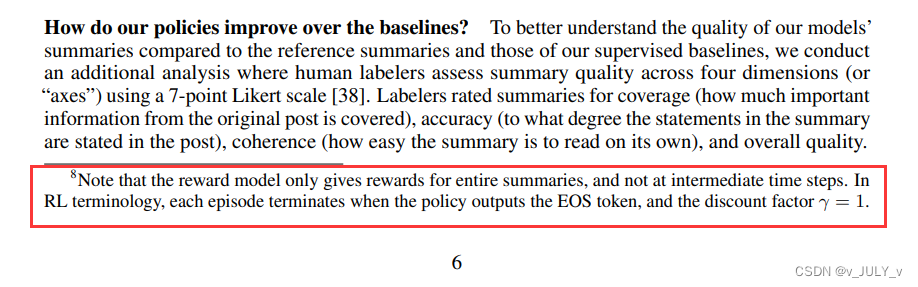 How do our policies improve over the baselines? To better understand the quality of our models’
summaries compared to the reference summaries and those of our supervised baselines, we conduct
an additional analysis where human labelers assess summary quality across four dimensions (or
“axes”) using a 7-point Likert scale [38]. Labelers rated summaries for coverage (how much important
information from the original post is covered), accuracy (to what degree the statements in the summary
are stated in the post), coherence (how easy the summary is to read on its own), and overall quality.
⁸Note that the reward model only gives rewards for entire summaries, and not at intermediate time steps. In
RL terminology, each episode terminates when the policy outputs the EOS token, and the discount factor γ = 1.
6
CSDN @v_JULY_v